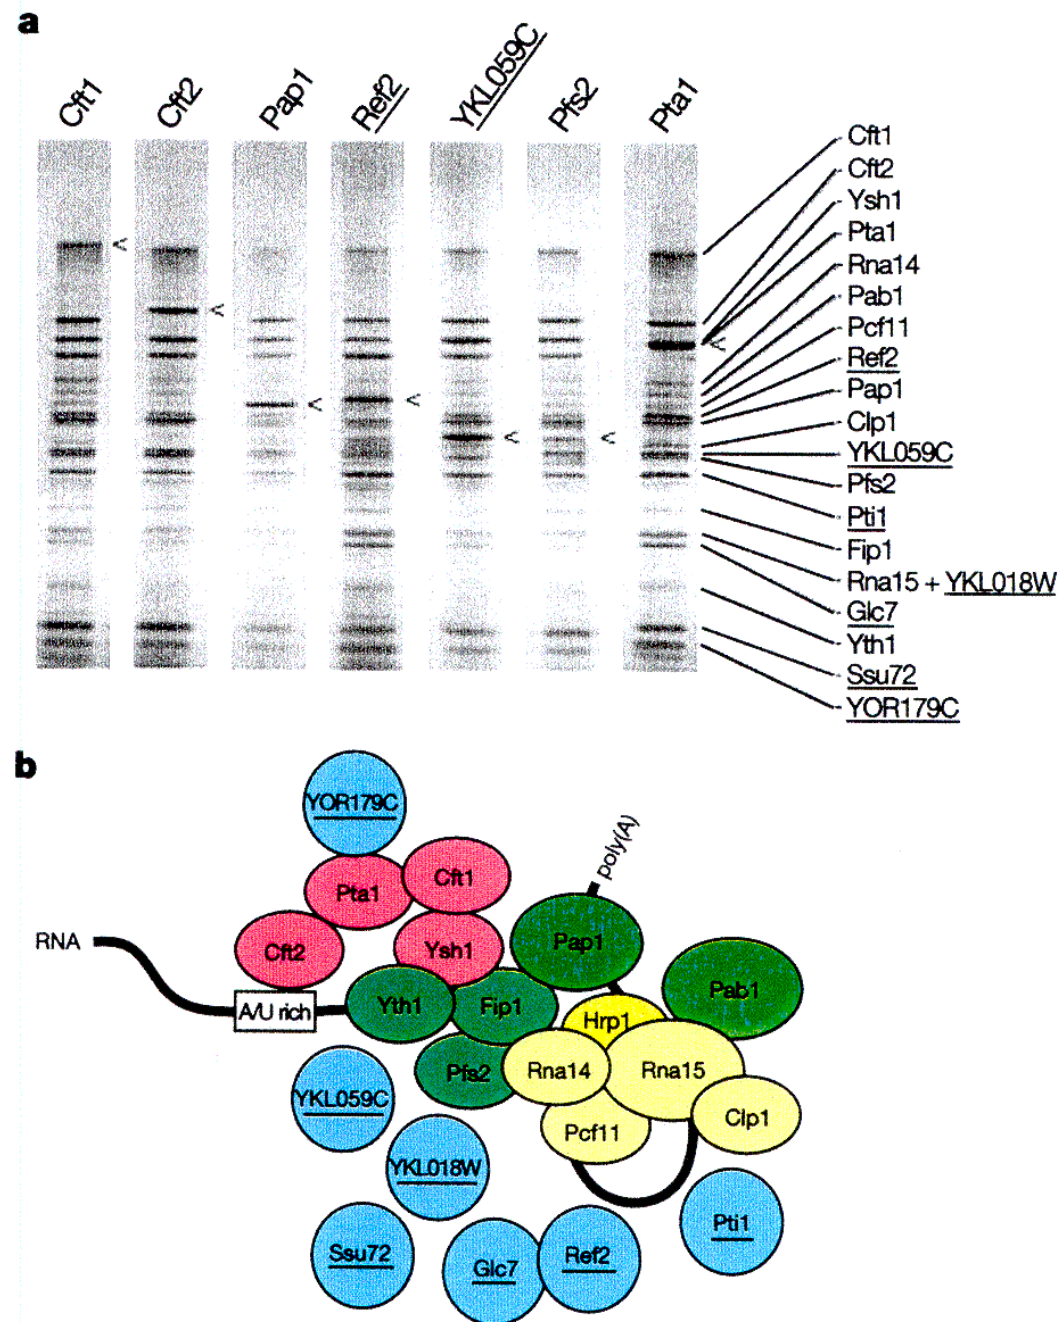 a
Cft1
Cft2
Pap1
Ref2
YKL059C
Pfs2
Pta1
<
<
<
<
<
<
<
Cft1
Cft2
Ysh1
Pta1
Rna14
Pab1
Pcf11
Ref2
Pap1
Clp1
YKL059C
Pfs2
Pti1
Fip1
Rna15 + YKL018W
Glc7
Yth1
Ssu72
YOR179C
b
YOR179C
poly(A)
Pta1
Cft1
RNA
Cft2
Ysh1
Pap1
Pab1
A/U rich
Yth1
Fip1
Hrp1
Pfs2
Rna14
Rna15
YKL059C
Pcf11
Clp1
YKL018W
Ssu72
Glc7
Ref2
Pti1